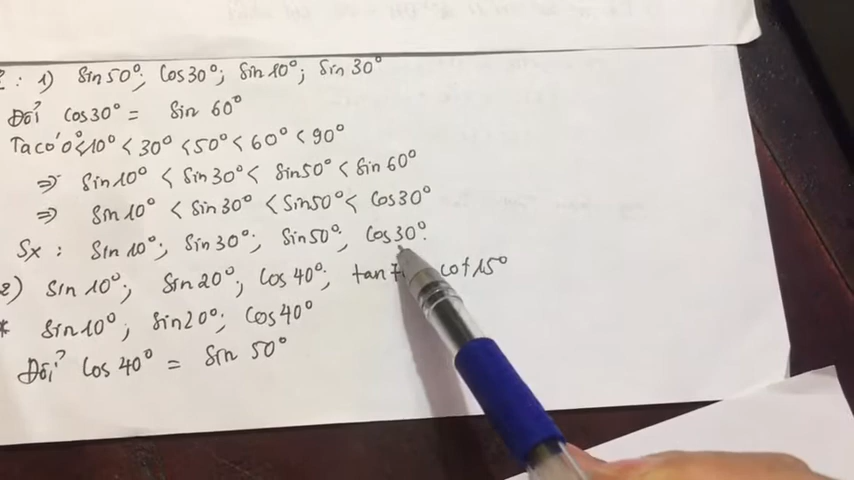 : 1) Sin 50°; Cos 30°; Sin 10°; Sin 30°
Đổi Cos 30° = Sin 60°
Ta có 0° < 10° < 30° < 50° < 60° < 90°
⇒ Sin 10° < Sin 30° < Sin 50° < Sin 60°
⇒ Sin 10° < Sin 30° < Sin 50° < Cos 30°
Sx : Sin 10°; Sin 30°; Sin 50°; Cos 30°.
2) Sin 10°; Sin 20°; Cos 40°; tan cot 15°
* Sin 10°; Sin 20°; Cos 40°
Đổi Cos 40° = Sin 50°